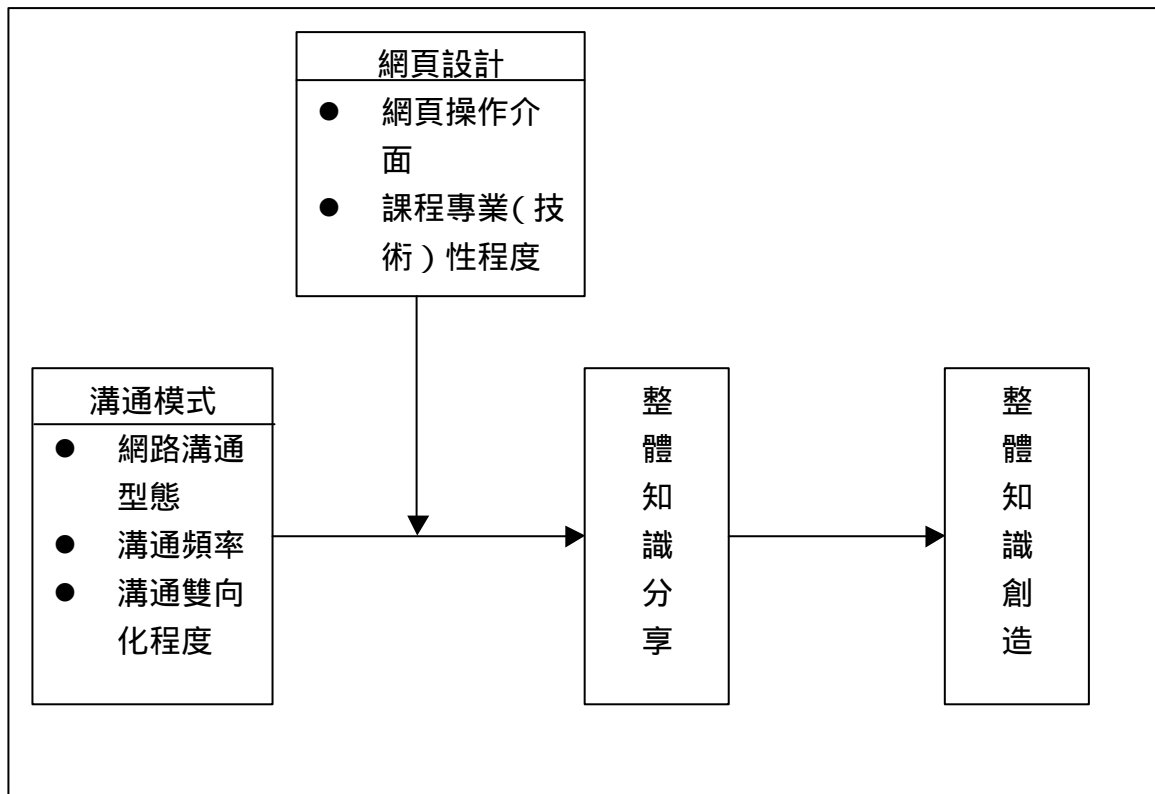 網頁設計
● 網頁操作介
面
● 課程專業(技
術)性程度
溝通模式
● 網路溝通
型態
● 溝通頻率
● 溝通雙向
化程度
整
體
知
識
分
享
整
體
知
識
創
造